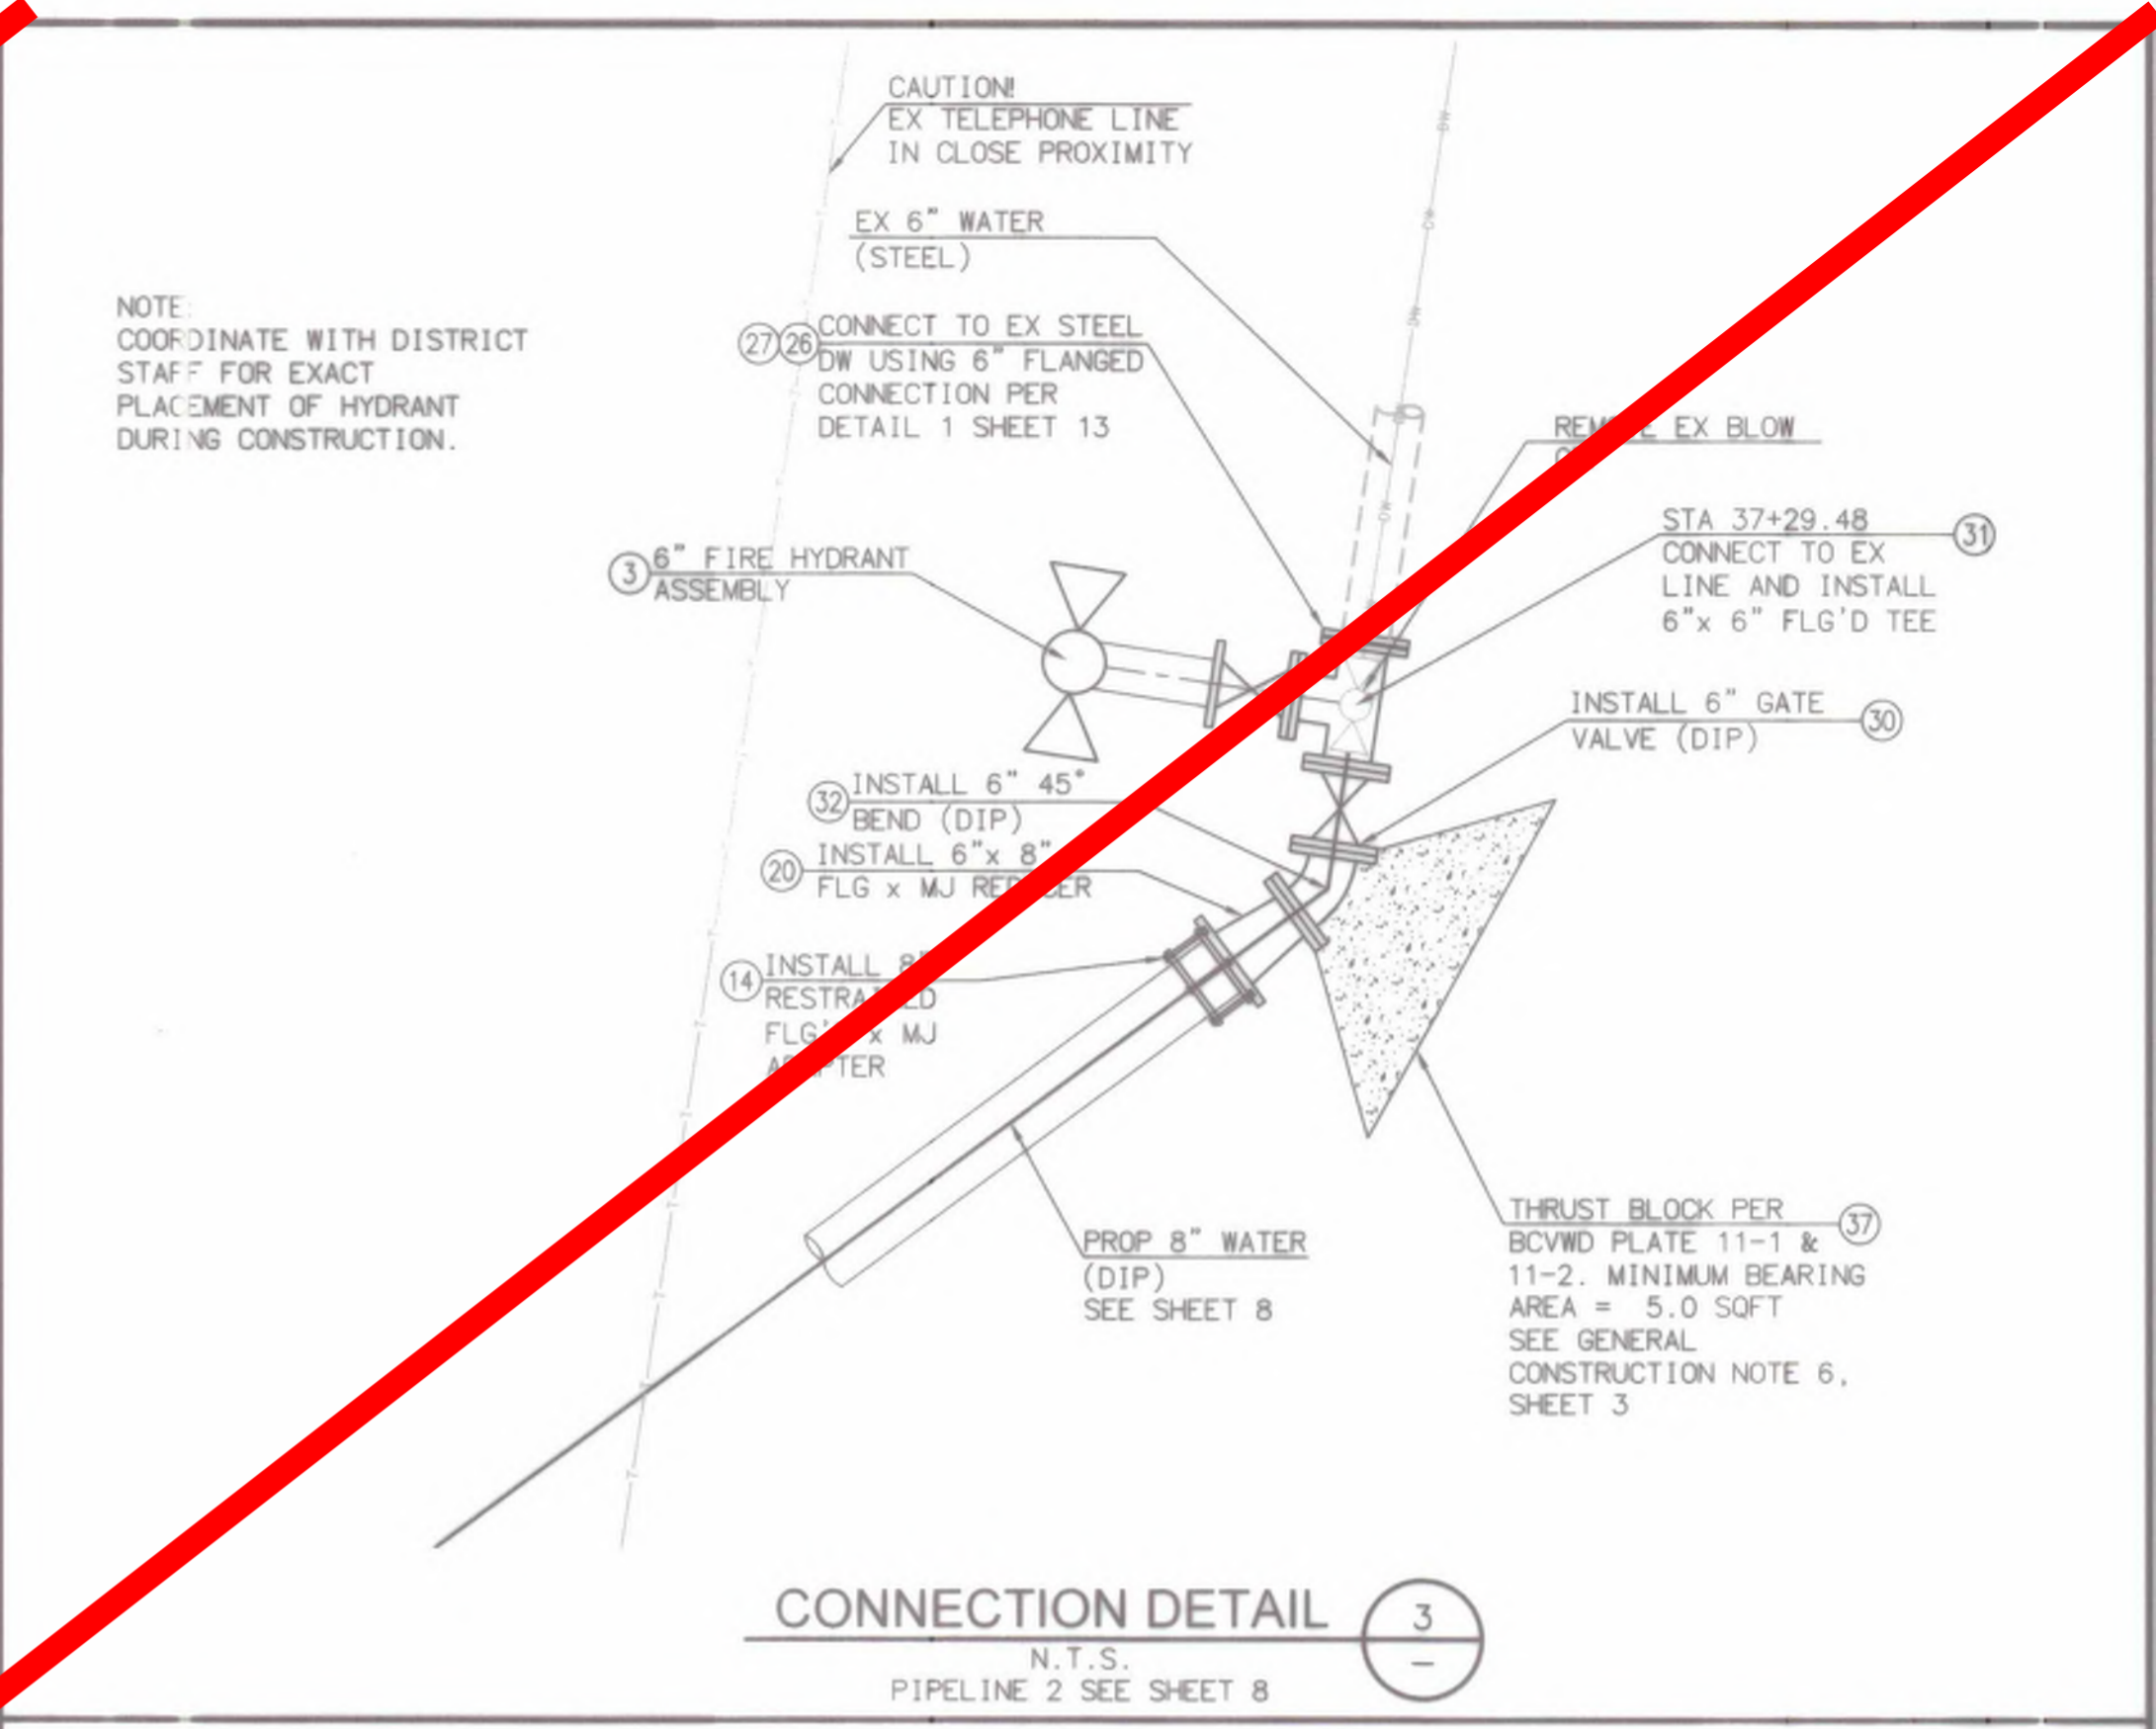 CAUTION!
EX TELEPHONE LINE
IN CLOSE PROXIMITY
EX 6" WATER
(STEEL)
NOTE:
COORDINATE WITH DISTRICT
STAFF FOR EXACT
PLACEMENT OF HYDRANT
DURING CONSTRUCTION.
27 26 CONNECT TO EX STEEL
DW USING 6" FLANGED
CONNECTION PER
DETAIL 1 SHEET 13
EX BLOW
STA 37+29.48 31
CONNECT TO EX
LINE AND INSTALL
6"x 6" FLG'D TEE
3 6" FIRE HYDRANT
ASSEMBLY
INSTALL 6" GATE 30
VALVE (DIP)
32 INSTALL 6" 45°
BEND (DIP)
20 INSTALL 6"x 8"
FLG x MJ
14 INSTALL 8"
x MJ
PROP 8" WATER
(DIP)
SEE SHEET 8
THRUST BLOCK PER 37
BCVWD PLATE 11-1 &
11-2. MINIMUM BEARING
AREA = 5.0 SQFT
SEE GENERAL
CONSTRUCTION NOTE 6,
SHEET 3
DW
DW
DW
DW
T
T
T
T
T
T
T
CONNECTION DETAIL 3
–
N.T.S.
PIPELINE 2 SEE SHEET 8